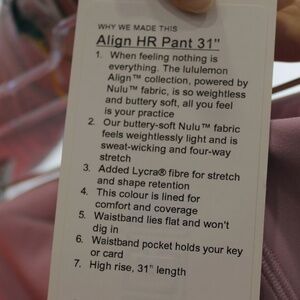 WHY WE MADE THIS
Align HR Pant 31"
1. When feeling nothing is
everything. The lululemon
Align™ collection, powered by
Nulu™ fabric, is so weightless
and buttery soft, all you feel
is your practice
2. Our buttery-soft Nulu™ fabric
feels weightlessly light and is
sweat-wicking and four-way
stretch
3. Added Lycra® fibre for stretch
and shape retention
4. This colour is lined for
comfort and coverage
5. Waistband lies flat and won't
dig in
6. Waistband pocket holds your key
or card
7. High rise, 31" length